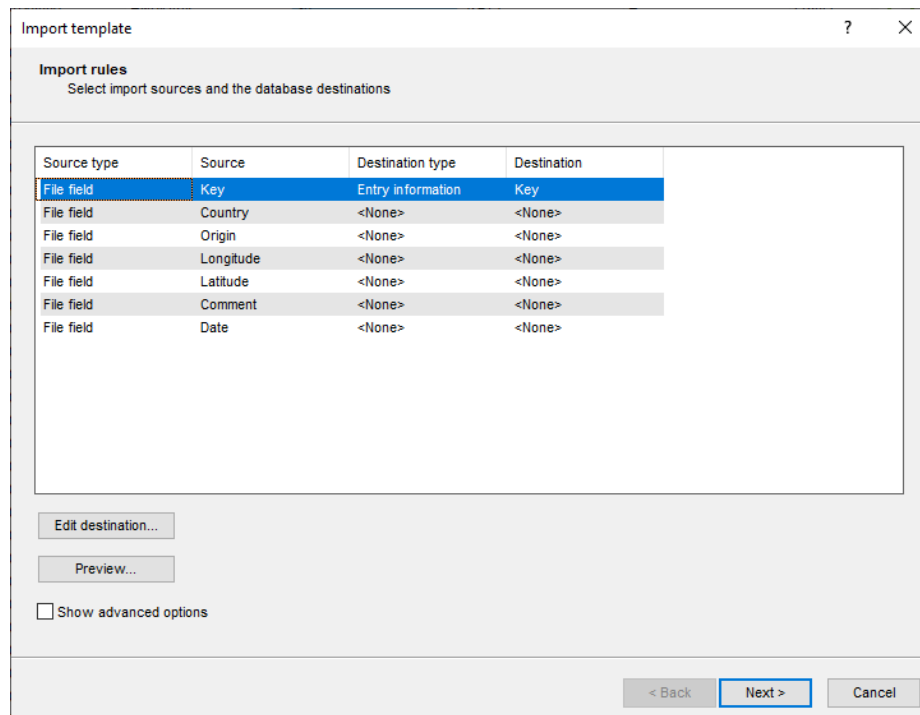 Import template
Import rules
Select import sources and the database destinations
Source type Source Destination type Destination
File field Key Entry information Key
File field Country <None> <None>
File field Origin <None> <None>
File field Longitude <None> <None>
File field Latitude <None> <None>
File field Comment <None> <None>
File field Date <None> <None>
Edit destination...
Preview...
Show advanced options
< Back Next > Cancel